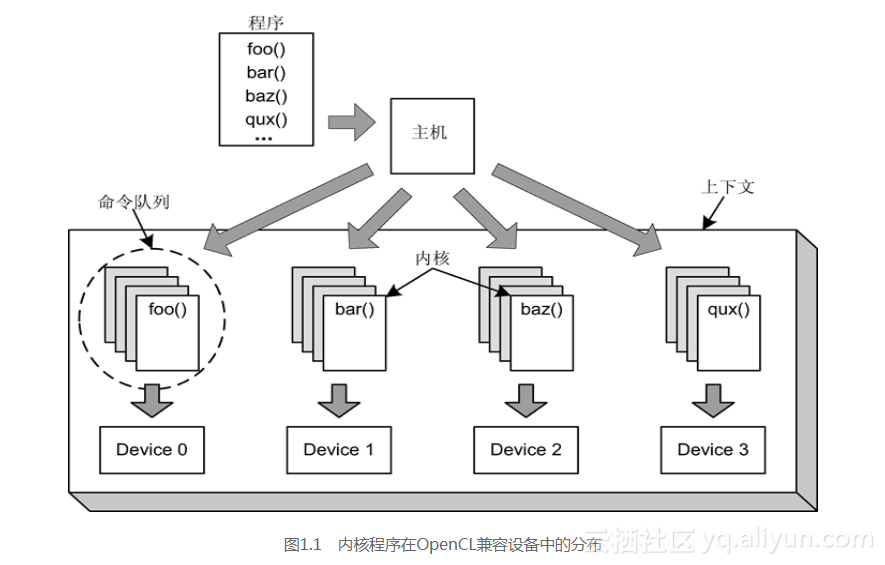 程序
foo()
bar()
baz()
qux()
...
主机
命令队列
上下文
内核
foo()
bar()
baz()
qux()
Device 0
Device 1
Device 2
Device 3
图1.1 内核程序在OpenCL兼容设备中的分布
云栖社区 yq.aliyun.com